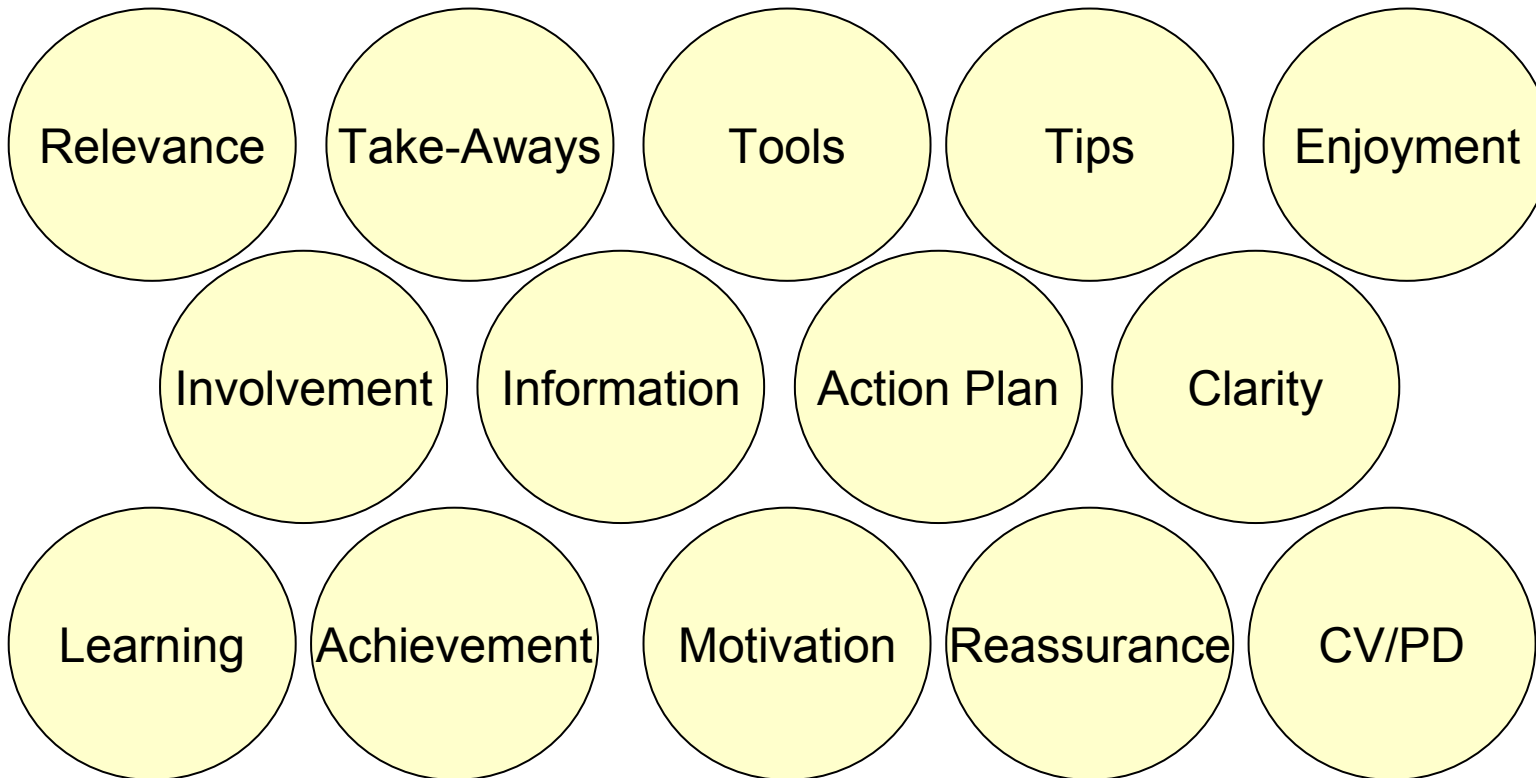 Relevance
Take-Aways
Tools
Tips
Enjoyment
Involvement
Information
Action Plan
Clarity
Learning
Achievement
Motivation
Reassurance
CV/PD